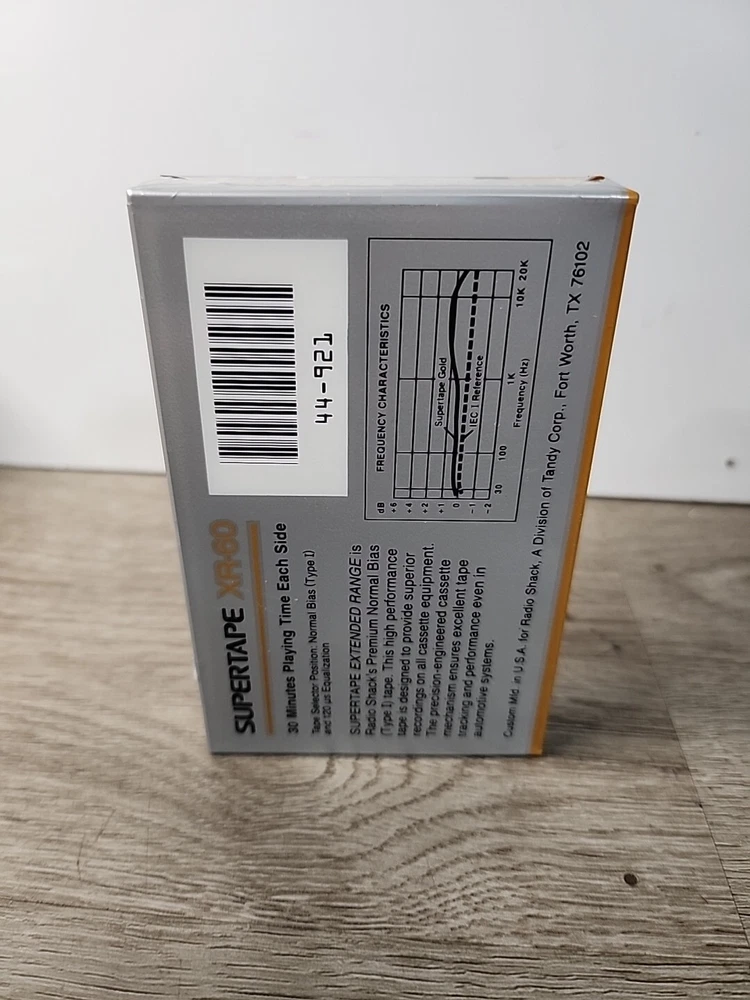 SUPERTAPE XR-60
30 Minutes Playing Time Each Side
Tape Selector Position: Normal Bias (Type I)
and 120 µs Equalization
SUPERTAPE EXTENDED RANGE is
Radio Shack's Premium Normal Bias
(Type I) tape. This high performance
tape is designed to provide superior
recordings on all cassette equipment.
The precision-engineered cassette
mechanism ensures excellent tape
tracking and performance even in
automotive systems.
44-921
FREQUENCY CHARACTERISTICS
dB
+6
+4
+2
+1
0
-1
-2
Supertape Gold
IEC I Reference
30 100 1K 10K 20K
Frequency (Hz)
Custom Mfd. in U.S.A. for Radio Shack, A Division of Tandy Corp., Fort Worth, TX 76102